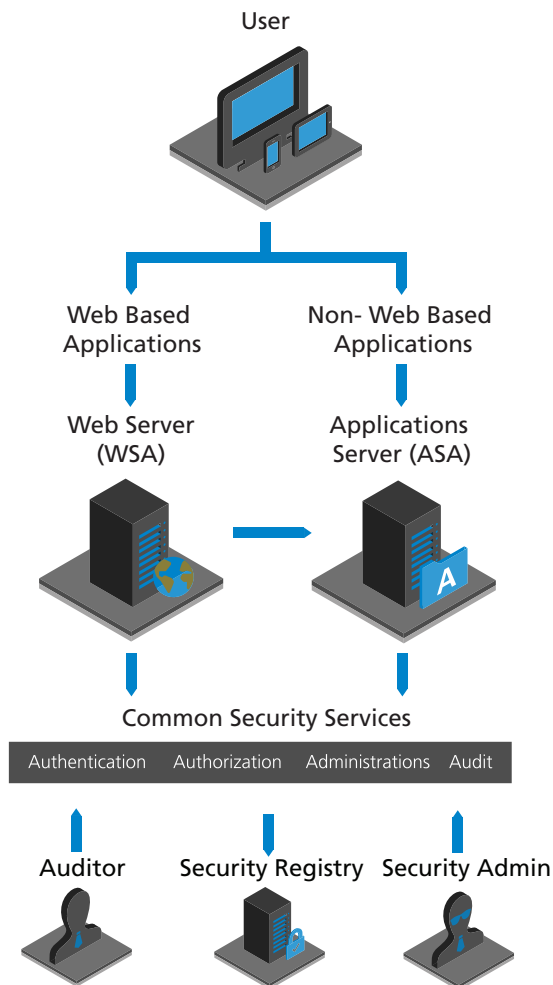 User
Web Based
Applications
Non- Web Based
Applications
Web Server
(WSA)
Applications
Server (ASA)
A
Common Security Services
Authentication Authorization Administrations Audit
Auditor
Security Registry
Security Admin